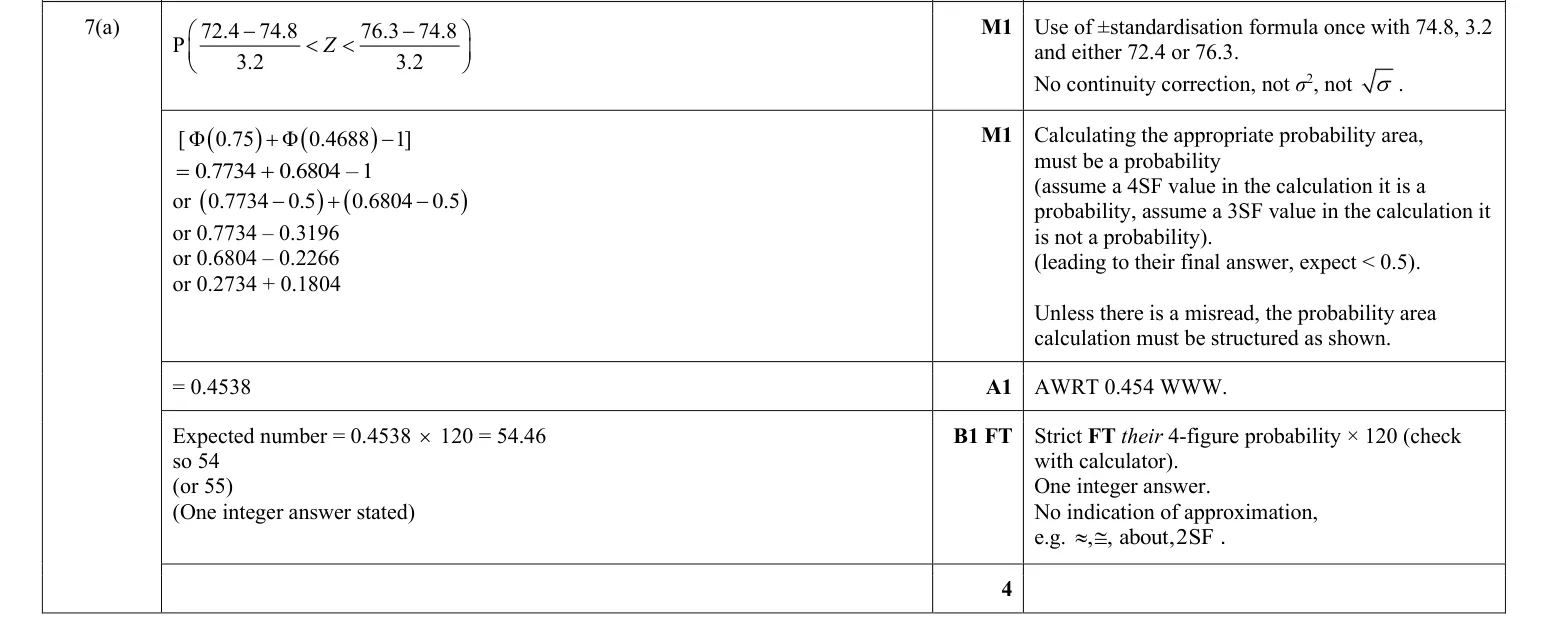 7(a)
P(72.4 − 74.8 / 3.2 < Z < 76.3 − 74.8 / 3.2)
M1
Use of ±standardisation formula once with 74.8, 3.2
and either 72.4 or 76.3.
No continuity correction, not σ², not √σ .
[ Φ(0.75) + Φ(0.4688) − 1]
= 0.7734 + 0.6804 – 1
or (0.7734 − 0.5) + (0.6804 − 0.5)
or 0.7734 – 0.3196
or 0.6804 – 0.2266
or 0.2734 + 0.1804
M1
Calculating the appropriate probability area,
must be a probability
(assume a 4SF value in the calculation it is a
probability, assume a 3SF value in the calculation it
is not a probability).
(leading to their final answer, expect < 0.5).
Unless there is a misread, the probability area
calculation must be structured as shown.
= 0.4538
A1
AWRT 0.454 WWW.
Expected number = 0.4538 × 120 = 54.46
so 54
(or 55)
(One integer answer stated)
B1 FT
Strict FT their 4-figure probability × 120 (check
with calculator).
One integer answer.
No indication of approximation,
e.g. ≈,≅, about,2SF .
4